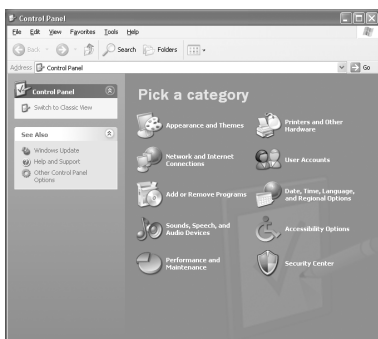 Control Panel
File Edit View Favorites Tools Help
Back Search Folders
Address Control Panel Go
Control Panel
Switch to Classic View
See Also
Windows Update
Help and Support
Other Control Panel
Options
Pick a category
Appearance and Themes
Printers and Other
Hardware
Network and Internet
Connections
User Accounts
Add or Remove Programs
Date, Time, Language,
and Regional Options
Sounds, Speech, and
Audio Devices
Accessibility Options
Performance and
Maintenance
Security Center